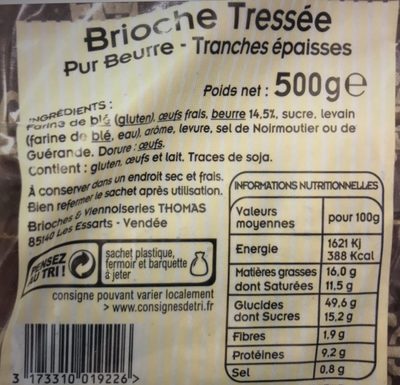 Brioche Tressée
Pur Beurre - Tranches épaisses
Poids net : 500g e
INGRÉDIENTS :
Farine de blé (gluten), œufs frais, beurre 14,5%, sucre, levain
(farine de blé, eau), arôme, levure, sel de Noirmoutier ou de
Guérande. Dorure : œufs.
Contient : gluten, œufs et lait. Traces de soja.
À conserver dans un endroit sec et frais.
Bien refermer le sachet après utilisation.
Brioches & Viennoiseries THOMAS
85140 Les Essarts - Vendée
PENSEZ
AU TRI !
sachet plastique,
fermoir et barquette
à jeter
consigne pouvant varier localement
> www.consignesdetri.fr
INFORMATIONS NUTRITIONNELLES
Valeurs
moyennes
pour 100g
Energie
1621 Kj
388 Kcal
Matières grasses 16,0 g
dont Saturées 11,5 g
Glucides 49,6 g
dont Sucres 15,2 g
Fibres 1,9 g
Protéines 9,2 g
Sel 0,8 g
3 173310 019226 >